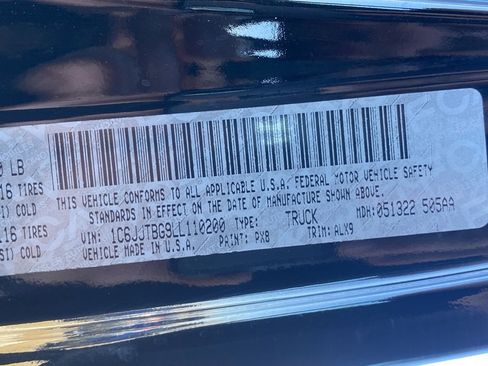 LB
16 TIRES
COLD
16 TIRES
SI) COLD
THIS VEHICLE CONFORMS TO ALL APPLICABLE U.S.A. FEDERAL MOTOR VEHICLE SAFETY
STANDARDS IN EFFECT ON THE DATE OF MANUFACTURE SHOWN ABOVE.
VIN: 1C6JJTBG9LL110200 TYPE: TRUCK MDH: 051322 505AA
VEHICLE MADE IN U.S.A. PAINT: PX8 TRIM: ALX9